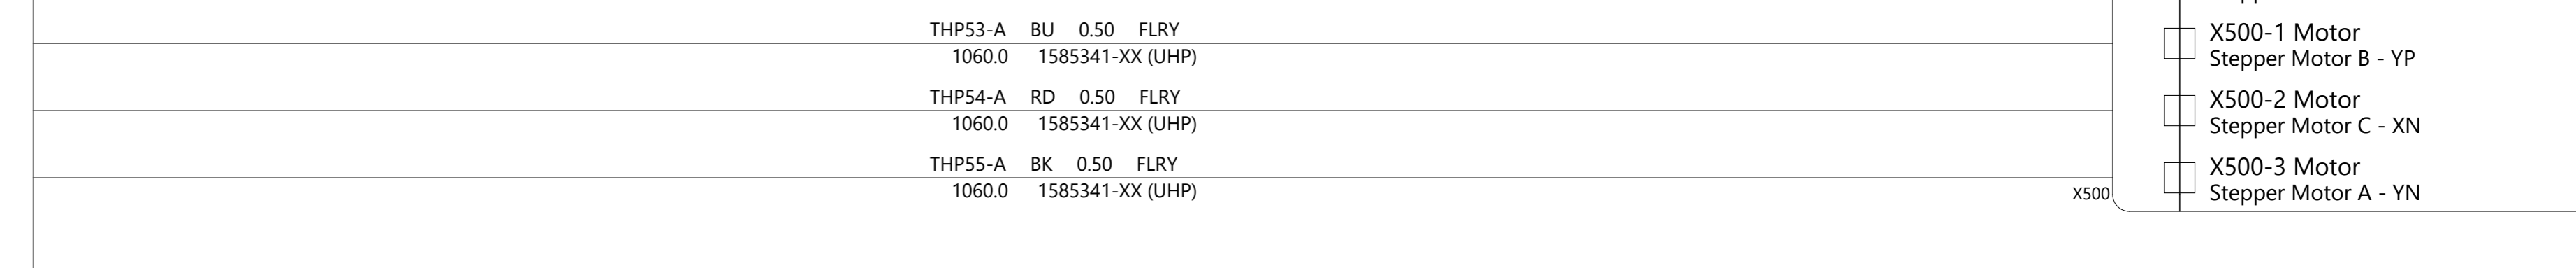 THP53-A BU 0.50 FLRY
1060.0 1585341-XX (UHP)
X500-1 Motor
Stepper Motor B - YP
THP54-A RD 0.50 FLRY
1060.0 1585341-XX (UHP)
X500-2 Motor
Stepper Motor C - XN
THP55-A BK 0.50 FLRY
1060.0 1585341-XX (UHP)
X500
X500-3 Motor
Stepper Motor A - YN